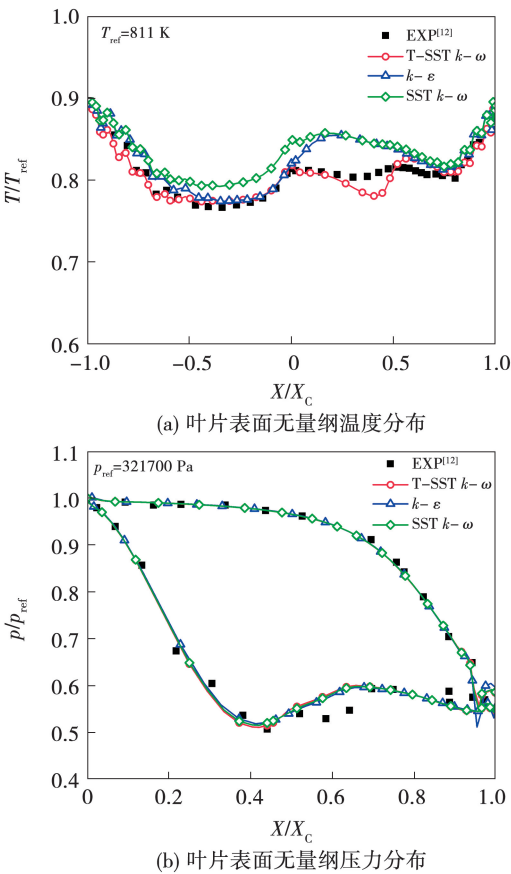 1.0
T_ref=811 K
EXP[12]
T-SST k-ω
k-ε
SST k-ω
0.9
T/T_ref
0.8
0.7
0.6
-1.0 -0.5 0 0.5 1.0
X/X_C
(a) 叶片表面无量纲温度分布
1.1
p_ref=321700 Pa
EXP[12]
T-SST k-ω
k-ε
SST k-ω
1.0
0.9
0.8
p/p_ref
0.7
0.6
0.5
0.4
0 0.2 0.4 0.6 0.8 1.0
X/X_C
(b) 叶片表面无量纲压力分布